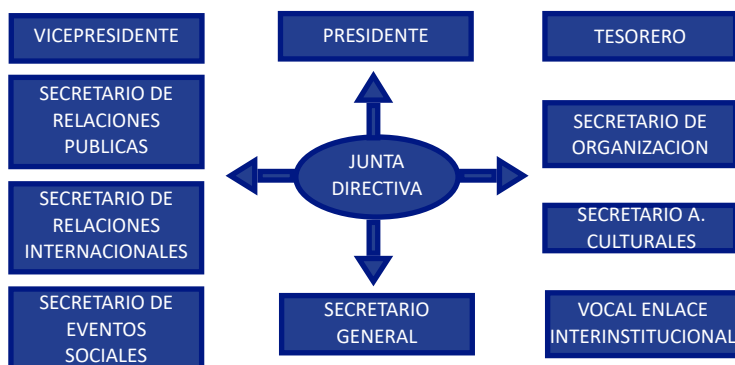 VICEPRESIDENTE
PRESIDENTE
TESORERO
SECRETARIO DE
RELACIONES
PUBLICAS
SECRETARIO DE
ORGANIZACION
JUNTA
DIRECTIVA
SECRETARIO DE
RELACIONES
INTERNACIONALES
SECRETARIO A.
CULTURALES
SECRETARIO DE
EVENTOS
SOCIALES
SECRETARIO
GENERAL
VOCAL ENLACE
INTERINSTITUCIONAL